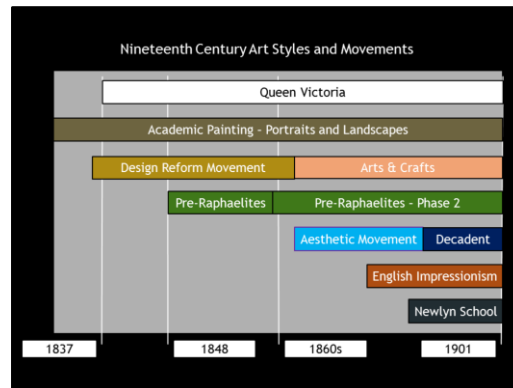 Nineteenth Century Art Styles and Movements
Queen Victoria
Academic Painting - Portraits and Landscapes
Design Reform Movement
Arts & Crafts
Pre-Raphaelites
Pre-Raphaelites - Phase 2
Aesthetic Movement
Decadent
English Impressionism
Newlyn School
1837
1848
1860s
1901